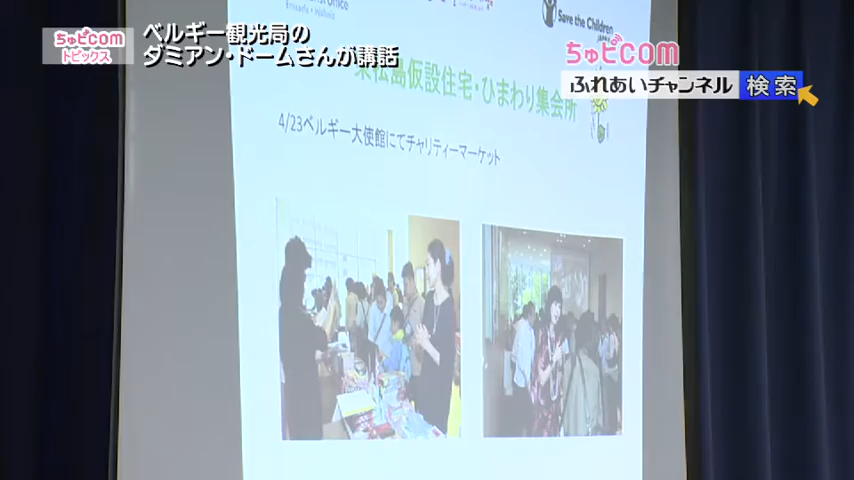 ちゅピCOM
トピックス
ベルギー観光局の
ダミアン・ドームさんが講話
ちゅピCOM
ふれあいチャンネル 検索
Save the Children
東松島仮設住宅・ひまわり集会所
4/23ベルギー大使館にてチャリティーマーケット